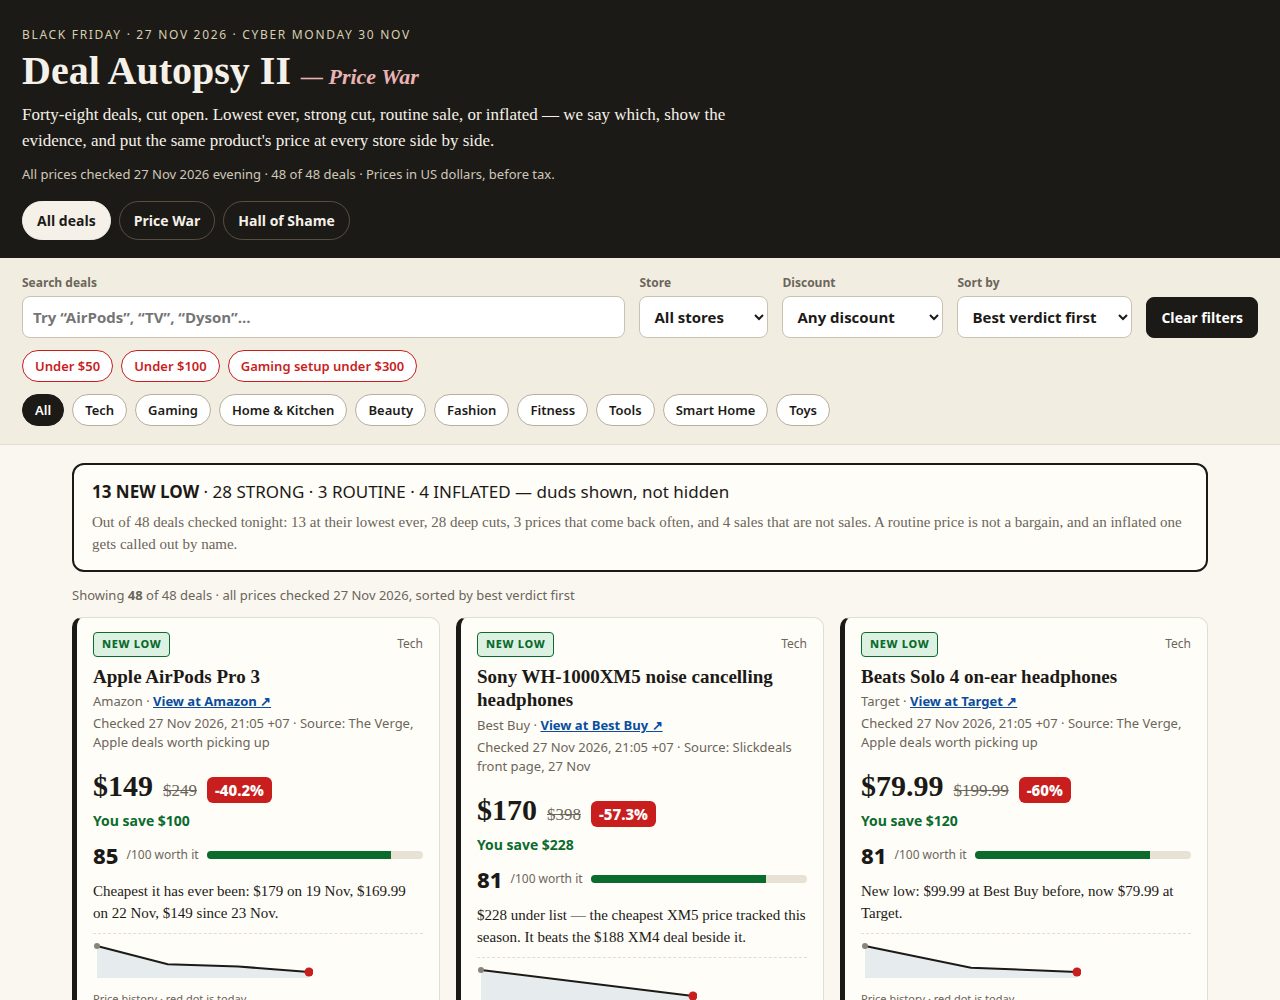 BLACK FRIDAY · 27 NOV 2026 · CYBER MONDAY 30 NOV
Deal Autopsy II — Price War
Forty-eight deals, cut open. Lowest ever, strong cut, routine sale, or inflated — we say which, show the
evidence, and put the same product's price at every store side by side.
All prices checked 27 Nov 2026 evening · 48 of 48 deals · Prices in US dollars, before tax.
All deals Price War Hall of Shame
Search deals Store Discount Sort by
Try “AirPods”, “TV”, “Dyson”… All stores Any discount Best verdict first Clear filters
Under $50 Under $100 Gaming setup under $300
All Tech Gaming Home & Kitchen Beauty Fashion Fitness Tools Smart Home Toys
13 NEW LOW · 28 STRONG · 3 ROUTINE · 4 INFLATED — duds shown, not hidden
Out of 48 deals checked tonight: 13 at their lowest ever, 28 deep cuts, 3 prices that come back often, and 4 sales that are not sales. A routine price is not a bargain, and an inflated one
gets called out by name.
Showing 48 of 48 deals · all prices checked 27 Nov 2026, sorted by best verdict first
NEW LOW Tech
Apple AirPods Pro 3
Amazon · View at Amazon ↗
Checked 27 Nov 2026, 21:05 +07 · Source: The Verge,
Apple deals worth picking up
$149 $249 -40.2%
You save $100
85 /100 worth it
Cheapest it has ever been: $179 on 19 Nov, $169.99
on 22 Nov, $149 since 23 Nov.
Price history · red dot is today
NEW LOW Tech
Sony WH-1000XM5 noise cancelling
headphones
Best Buy · View at Best Buy ↗
Checked 27 Nov 2026, 21:05 +07 · Source: Slickdeals
front page, 27 Nov
$170 $398 -57.3%
You save $228
81 /100 worth it
$228 under list — the cheapest XM5 price tracked this
season. It beats the $188 XM4 deal beside it.
NEW LOW Tech
Beats Solo 4 on-ear headphones
Target · View at Target ↗
Checked 27 Nov 2026, 21:05 +07 · Source: The Verge,
Apple deals worth picking up
$79.99 $199.99 -60%
You save $120
81 /100 worth it
New low: $99.99 at Best Buy before, now $79.99 at
Target.
Price history · red dot is today